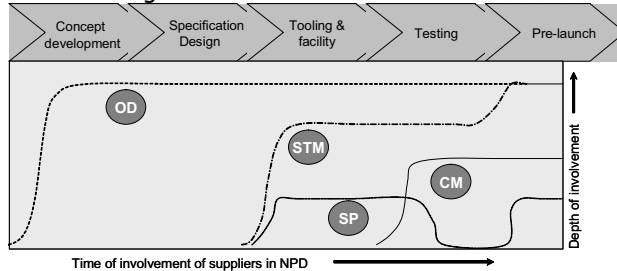 Concept
development
Specification
Design
Tooling &
facility
Testing
Pre-launch
OD
STM
CM
SP
Depth of involvement
Time of involvement of suppliers in NPD